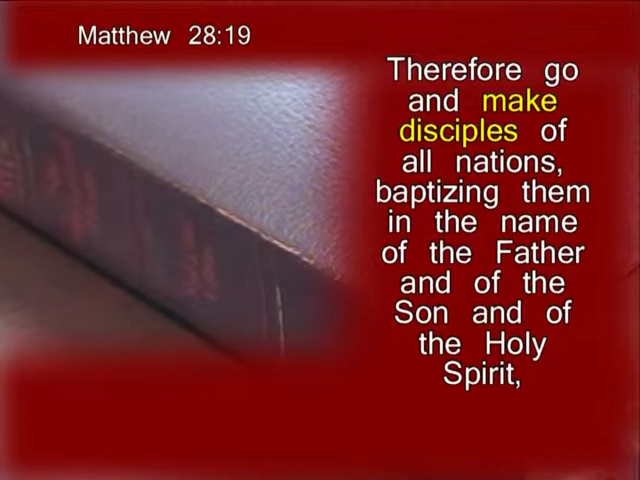 Matthew 28:19
Therefore go
and make
disciples of
all nations,
baptizing them
in the name
of the Father
and of the
Son and of
the Holy
Spirit,